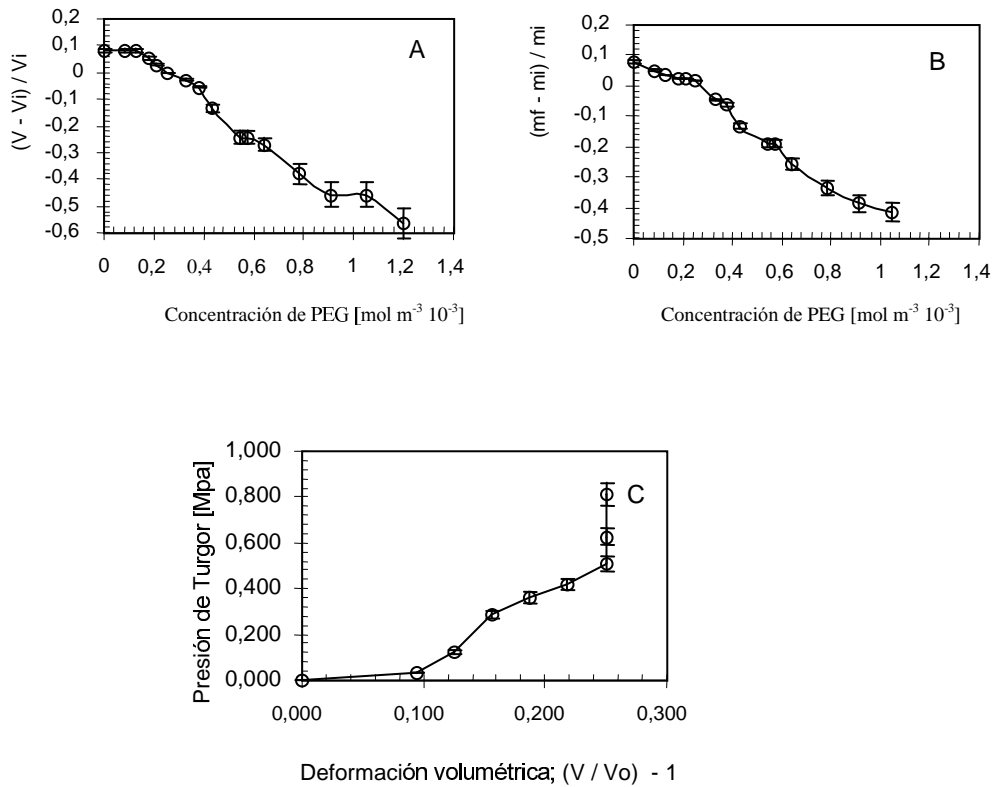 A
(V - Vi) / Vi
0,2
0,1
0
-0,1
-0,2
-0,3
-0,4
-0,5
-0,6
0 0,2 0,4 0,6 0,8 1 1,2 1,4
Concentración de PEG [mol m-3 10-3]
B
(mf - mi) / mi
0,2
0,1
0
-0,1
-0,2
-0,3
-0,4
-0,5
0 0,2 0,4 0,6 0,8 1 1,2 1,4
Concentración de PEG [mol m-3 10-3]
C
Presión de Turgor [Mpa]
1,000
0,800
0,600
0,400
0,200
0,000
0,000 0,100 0,200 0,300
Deformación volumétrica; (V / Vo) - 1